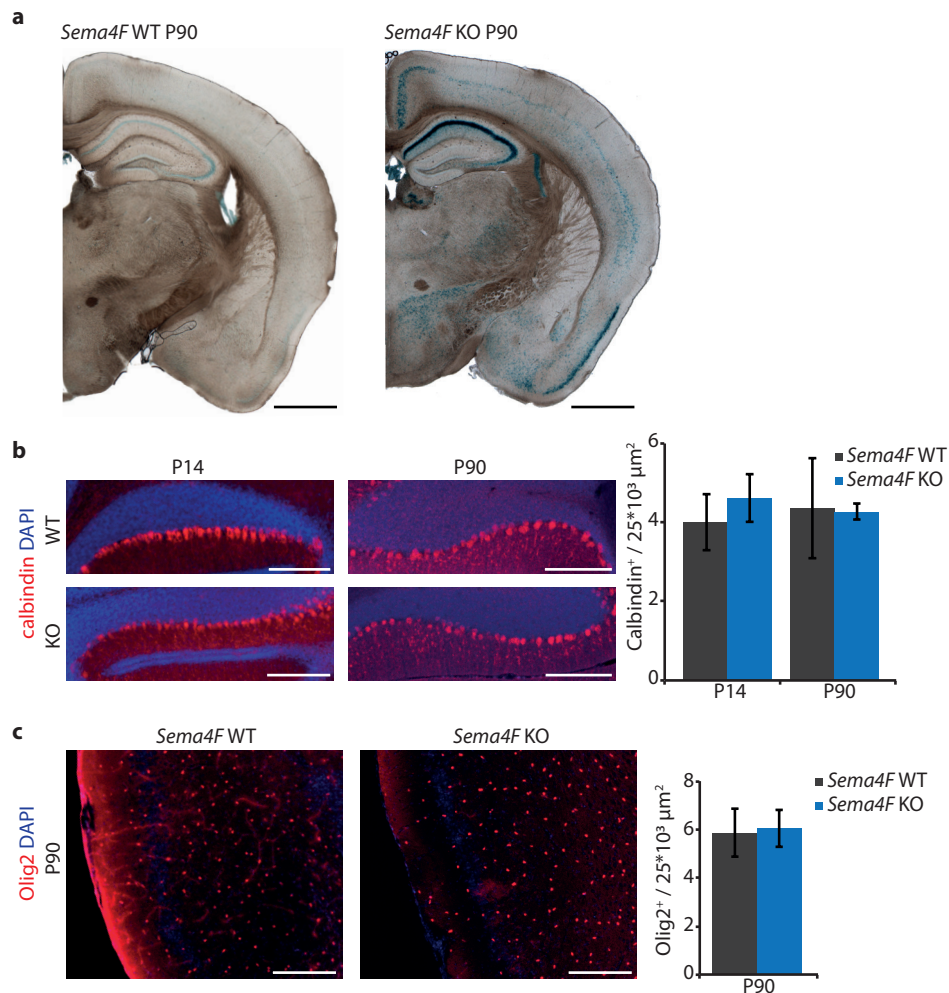 a
Sema4F WT P90
Sema4F KO P90
b
P14
P90
WT
KO
calbindin DAPI
Calbindin⁺ / 25*10³ µm²
6
4
2
0
Sema4F WT
Sema4F KO
P14
P90
c
Sema4F WT
Sema4F KO
Olig2 DAPI
P90
Olig2⁺ / 25*10³ µm²
8
6
4
2
0
Sema4F WT
Sema4F KO
P90